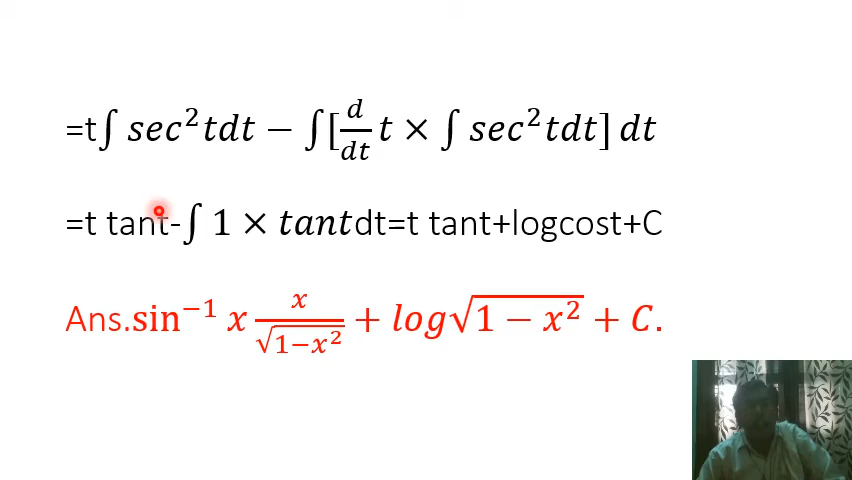 =t∫ sec²tdt − ∫[d/dt t × ∫ sec²tdt] dt
=t tant-∫ 1 × tantdt=t tant+logcost+C
Ans.sin⁻¹ x x/√(1−x²) + log√(1 − x²) + C.